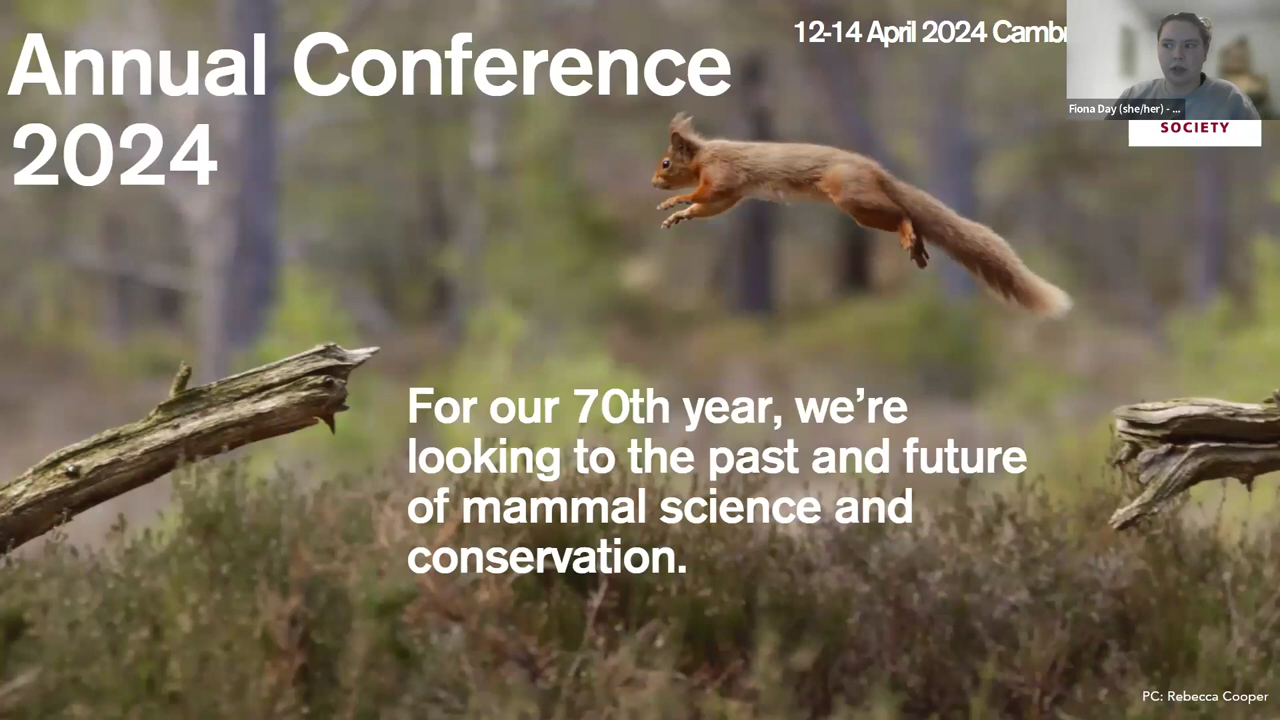 Annual Conference
2024
12-14 April 2024
Fiona Day (she/her) - ...
SOCIETY
For our 70th year, we're
looking to the past and future
of mammal science and
conservation.
PC: Rebecca Cooper